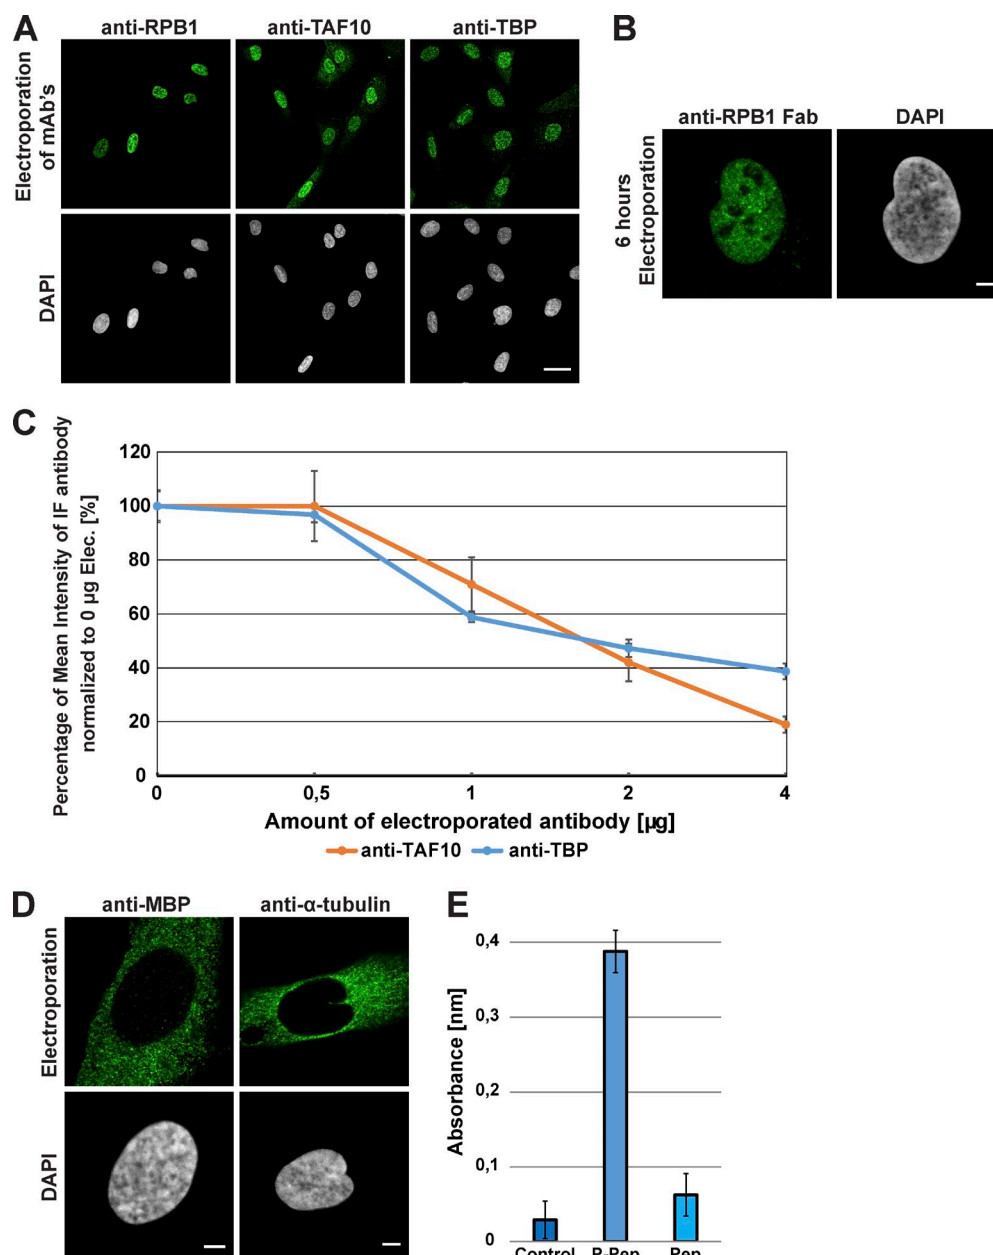 A
anti-RPB1
anti-TAF10
anti-TBP
Electroporation
of mAb's
DAPI
B
anti-RPB1 Fab
DAPI
6 hours
Electroporation
C
Percentage of Mean Intensity of IF antibody
normalized to 0 µg Elec. [%]
120
100
80
60
40
20
0
0
0,5
1
2
4
Amount of electroporated antibody [µg]
anti-TAF10
anti-TBP
D
anti-MBP
anti-α-tubulin
Electroporation
DAPI
E
Absorbance [nm]
0,4
0,3
0,2
0,1
0
Control
P-Pep
Pep